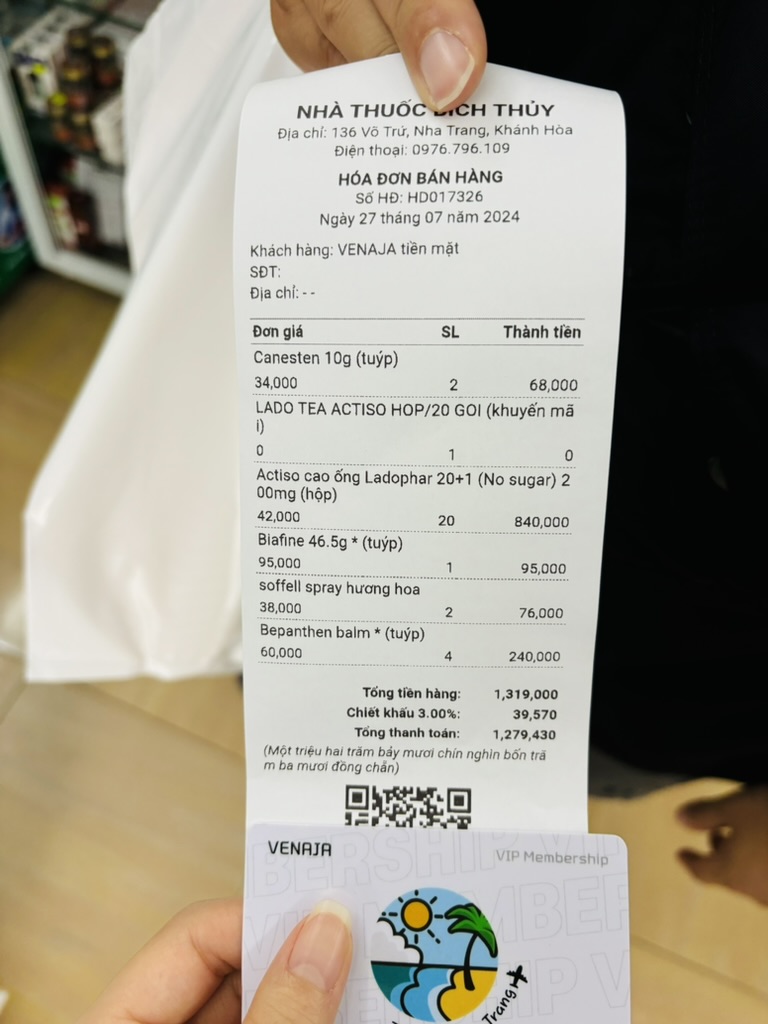 NHÀ THUỐC BÍCH THỦY
Địa chỉ: 136 Võ Trứ, Nha Trang, Khánh Hòa
Điện thoại: 0976.796.109
HÓA ĐƠN BÁN HÀNG
Số HĐ: HD017326
Ngày 27 tháng 07 năm 2024
Khách hàng: VENAJA tiền mặt
SĐT:
Địa chỉ: - -
Đơn giá SL Thành tiền
Canesten 10g (tuýp)
34,000 2 68,000
LADO TEA ACTISO HOP/20 GOI (khuyến mã
i)
0 1 0
Actiso cao ống Ladophar 20+1 (No sugar) 2
00mg (hộp)
42,000 20 840,000
Biafine 46.5g * (tuýp)
95,000 1 95,000
soffell spray hương hoa
38,000 2 76,000
Bepanthen balm * (tuýp)
60,000 4 240,000
Tổng tiền hàng: 1,319,000
Chiết khấu 3.00%: 39,570
Tổng thanh toán: 1,279,430
(Một triệu hai trăm bảy mươi chín nghìn bốn tră
m ba mươi đồng chẵn)
VENAJA VIP Membership
BERSHIP VI
VIP MEMBER
ERSHIP V
Trang